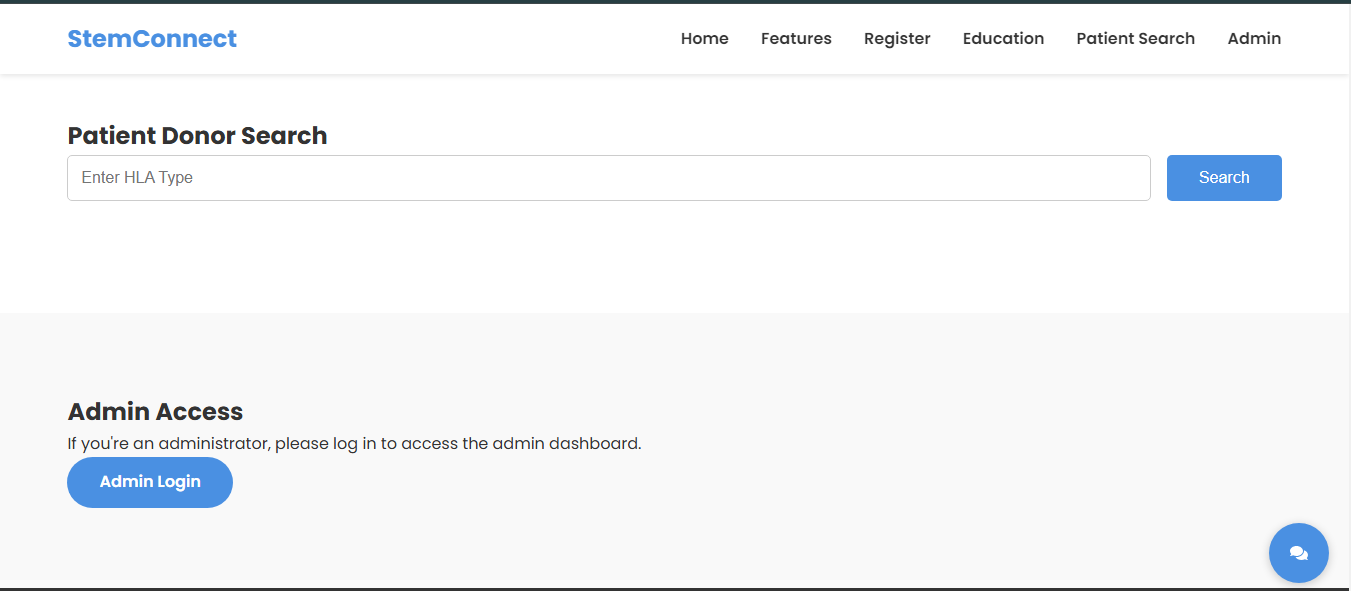 StemConnect
Home Features Register Education Patient Search Admin
Patient Donor Search
Enter HLA Type
Search
Admin Access
If you're an administrator, please log in to access the admin dashboard.
Admin Login